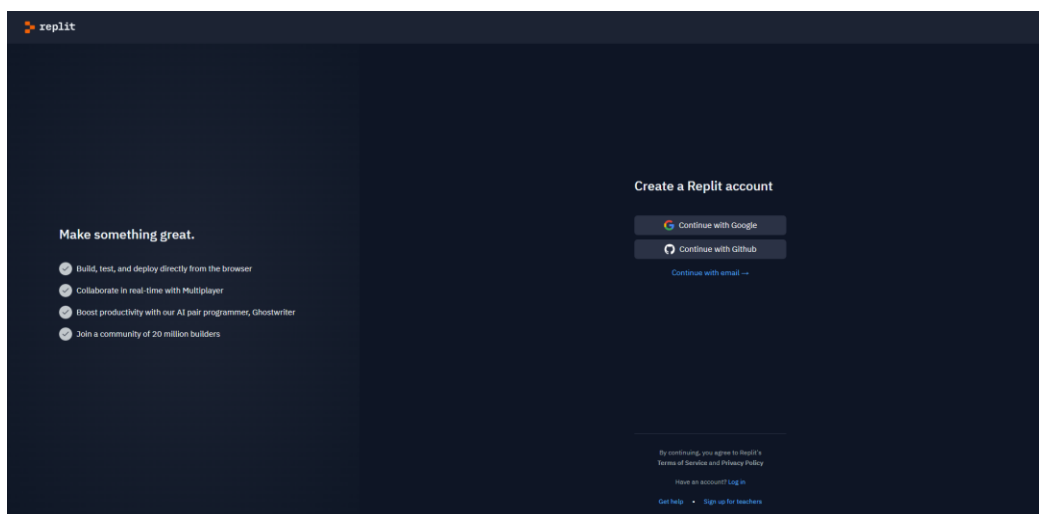 replit
Make something great.
Build, test, and deploy directly from the browser
Collaborate in real-time with Multiplayer
Boost productivity with our AI pair programmer, Ghostwriter
Join a community of 20 million builders
Create a Replit account
Continue with Google
Continue with Github
Continue with email →
By continuing, you agree to Replit's
Terms of Service and Privacy Policy
Have an account? Log in
Get help • Sign up for teachers